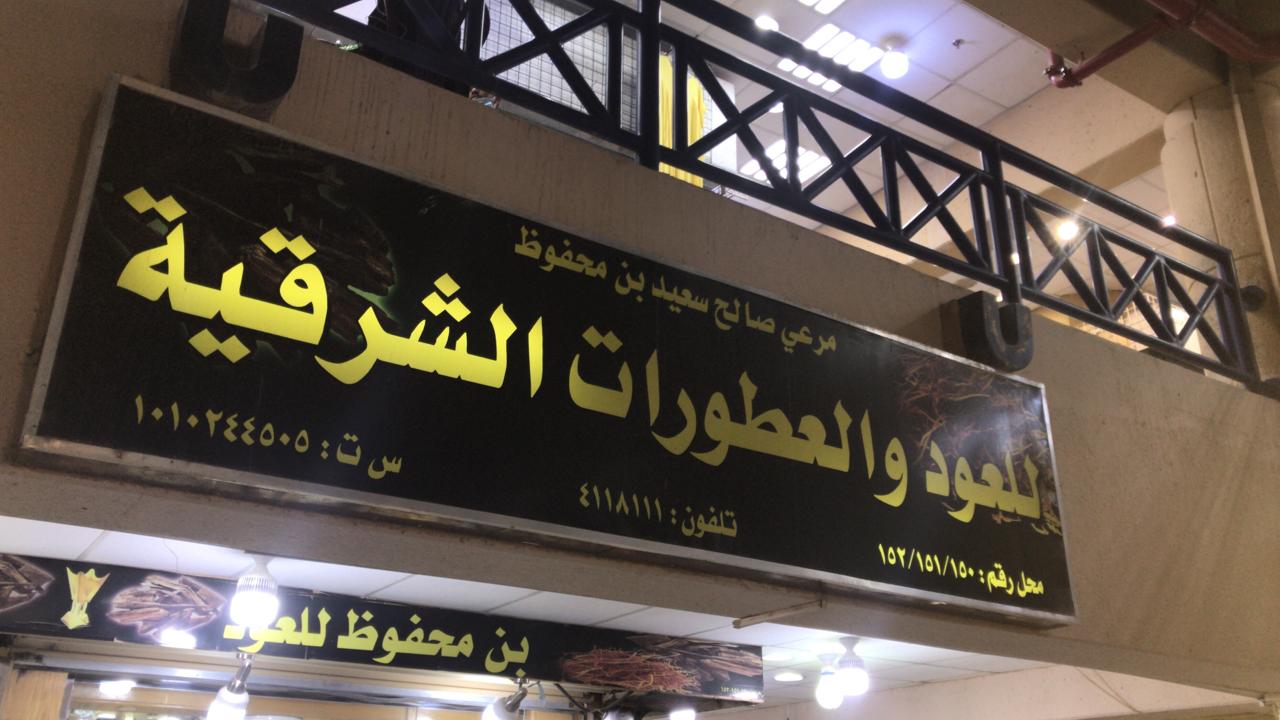 مرعي صالح سعيد بن محفوظ
للعود والعطورات الشرقية
س ت : ١٠١٠٢٤٤٥٠٥
تلفون : ٤١١٨١١١
محل رقم : ١٥٢/١٥١/١٥٠
بن محفوظ للعود